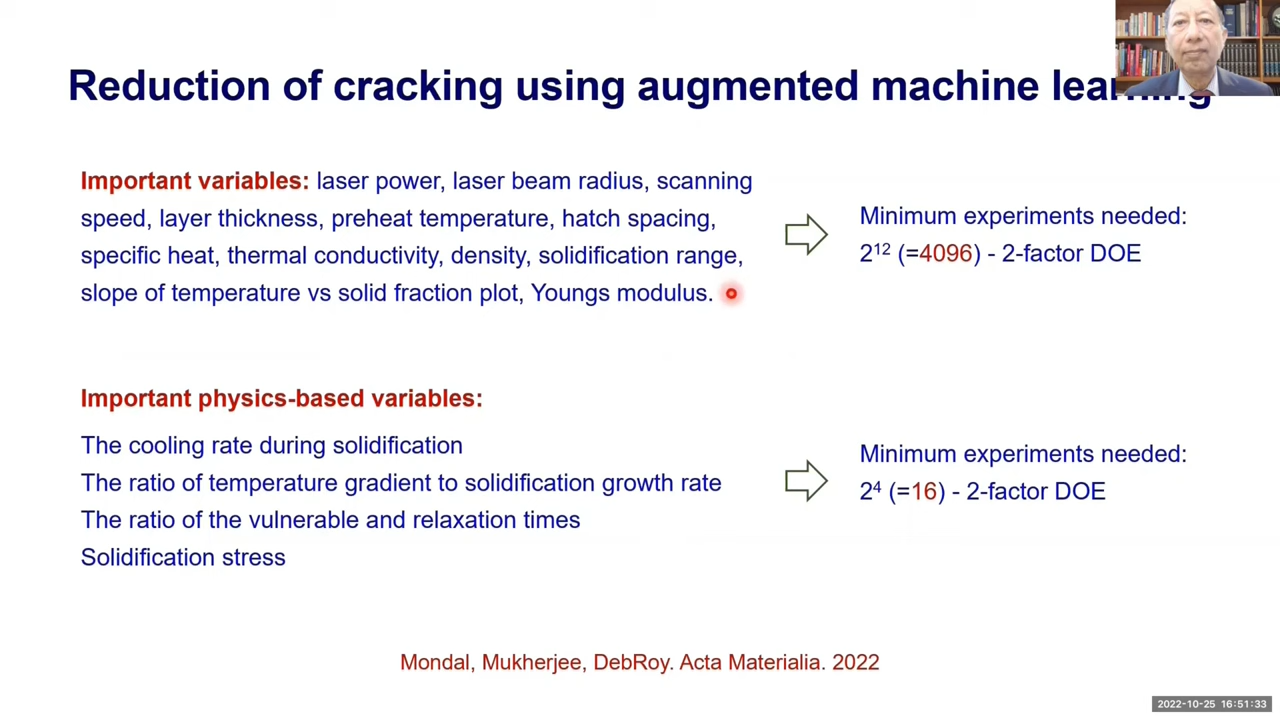 Reduction of cracking using augmented machine learning
Important variables: laser power, laser beam radius, scanning
speed, layer thickness, preheat temperature, hatch spacing,
specific heat, thermal conductivity, density, solidification range,
slope of temperature vs solid fraction plot, Youngs modulus.
Minimum experiments needed:
2¹² (=4096) - 2-factor DOE
Important physics-based variables:
The cooling rate during solidification
The ratio of temperature gradient to solidification growth rate
The ratio of the vulnerable and relaxation times
Solidification stress
Minimum experiments needed:
2⁴ (=16) - 2-factor DOE
Mondal, Mukherjee, DebRoy. Acta Materialia. 2022
2022-10-25 16:51:33